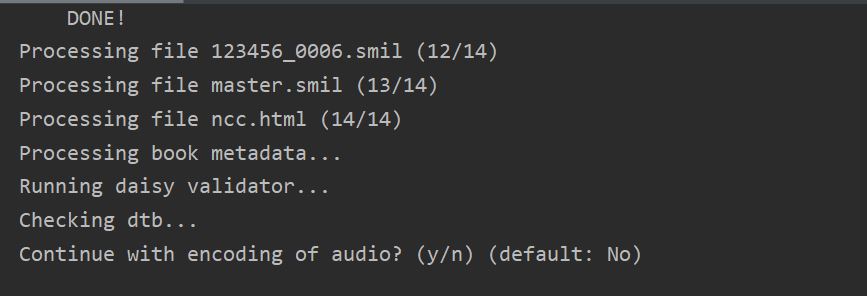 DONE!
Processing file 123456_0006.smil (12/14)
Processing file master.smil (13/14)
Processing file ncc.html (14/14)
Processing book metadata...
Running daisy validator...
Checking dtb...
Continue with encoding of audio? (y/n) (default: No)